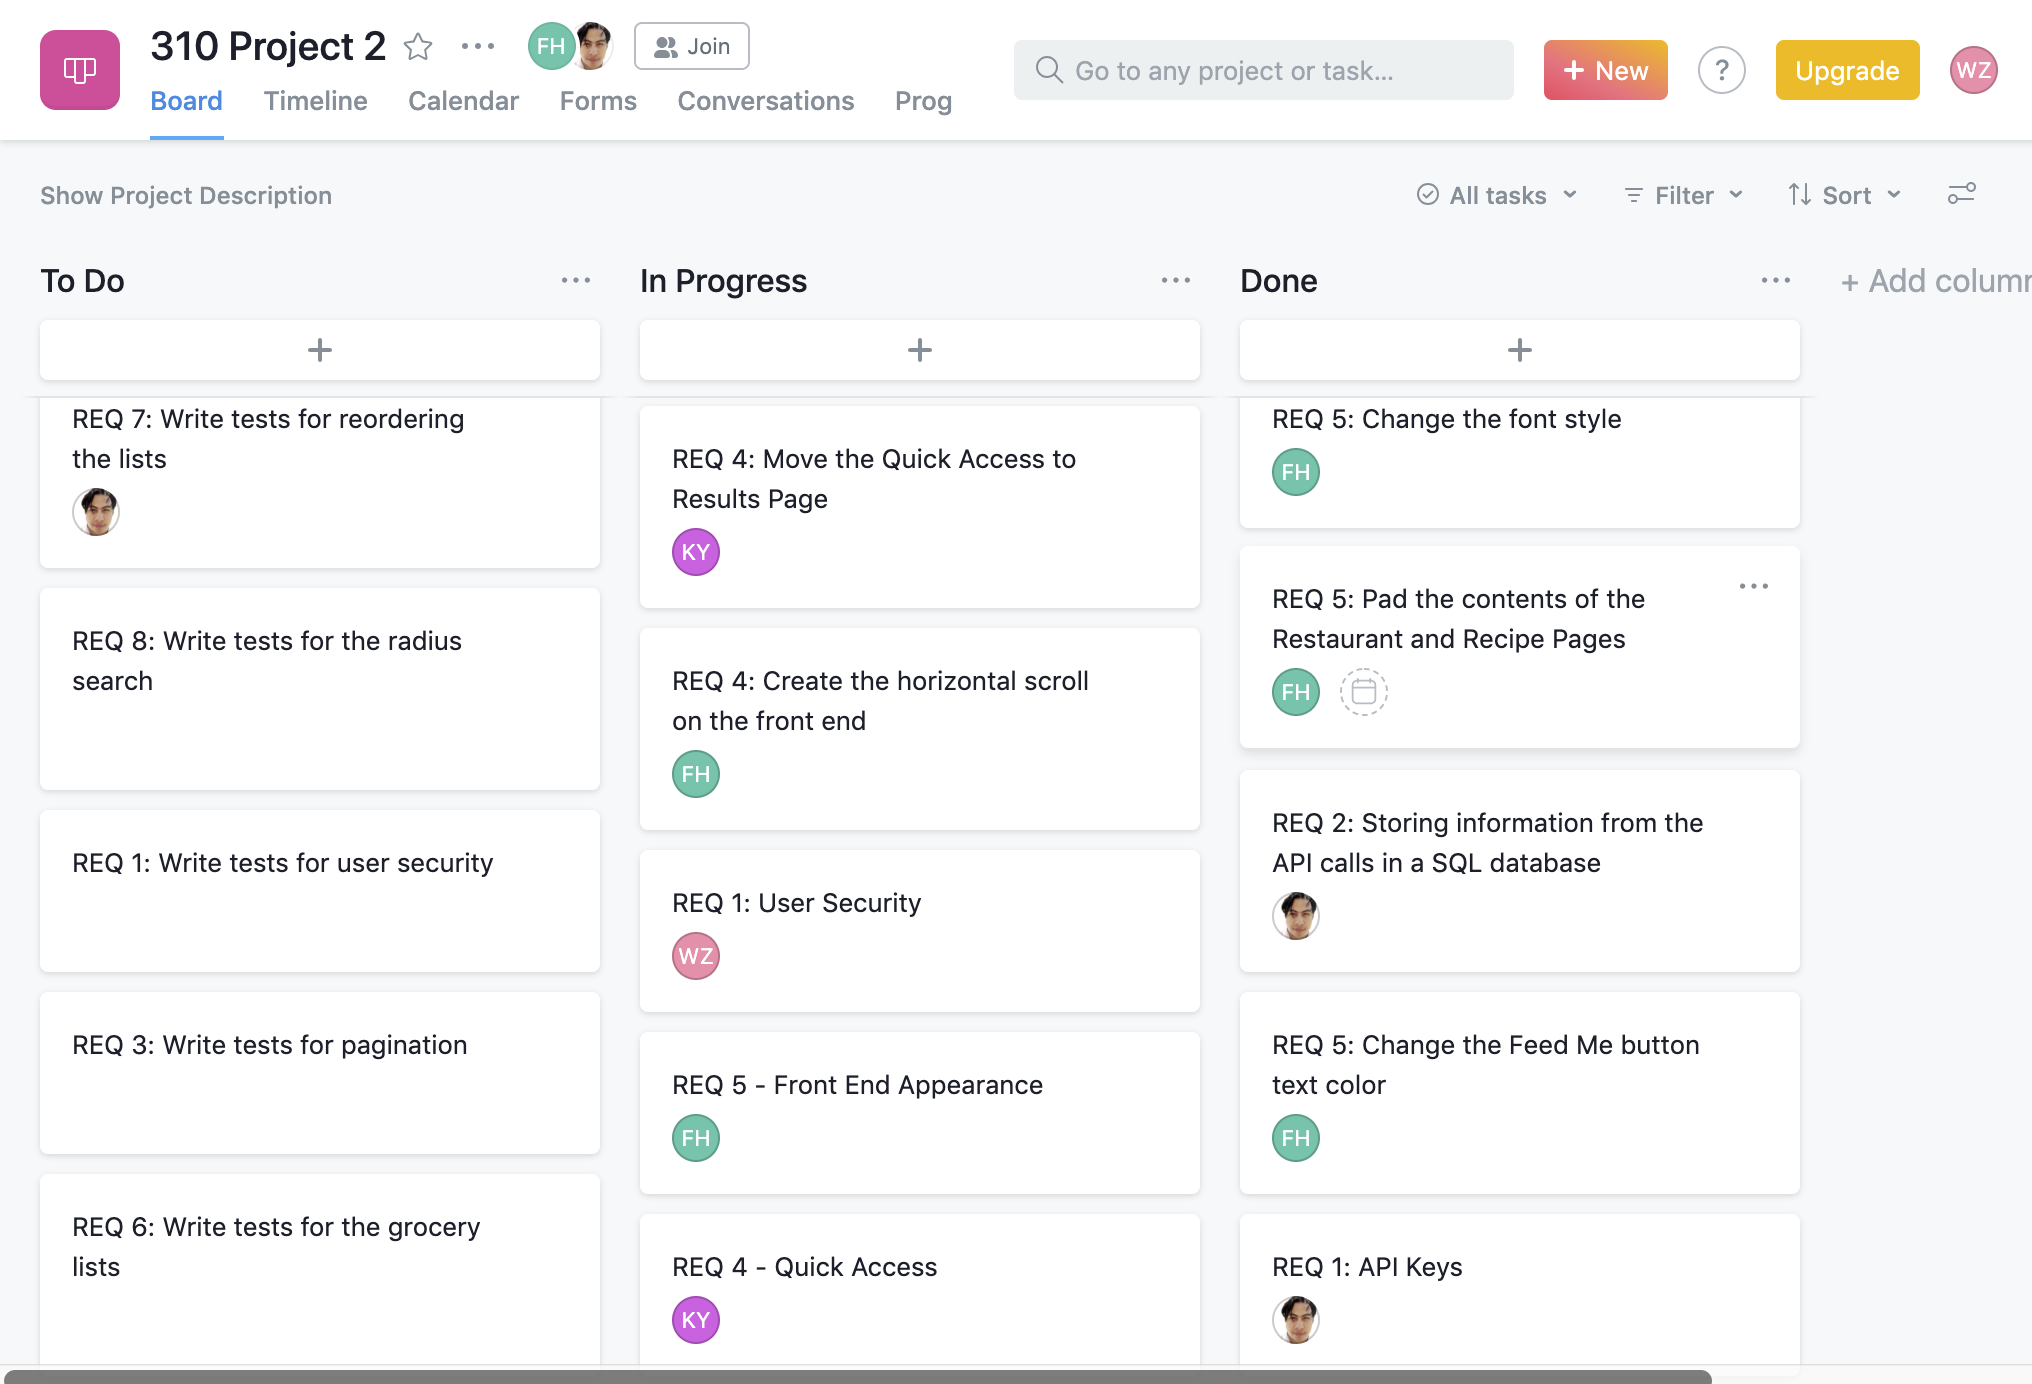 310 Project 2
FH
Join
Go to any project or task...
+ New
?
Upgrade
WZ
Board
Timeline
Calendar
Forms
Conversations
Prog
Show Project Description
All tasks
Filter
Sort
To Do
REQ 7: Write tests for reordering
the lists
REQ 8: Write tests for the radius
search
REQ 1: Write tests for user security
REQ 3: Write tests for pagination
REQ 6: Write tests for the grocery
lists
In Progress
REQ 4: Move the Quick Access to
Results Page
KY
REQ 4: Create the horizontal scroll
on the front end
FH
REQ 1: User Security
WZ
REQ 5 - Front End Appearance
FH
REQ 4 - Quick Access
KY
Done
REQ 5: Change the font style
FH
REQ 5: Pad the contents of the
Restaurant and Recipe Pages
FH
REQ 2: Storing information from the
API calls in a SQL database
REQ 5: Change the Feed Me button
text color
FH
REQ 1: API Keys
+ Add column